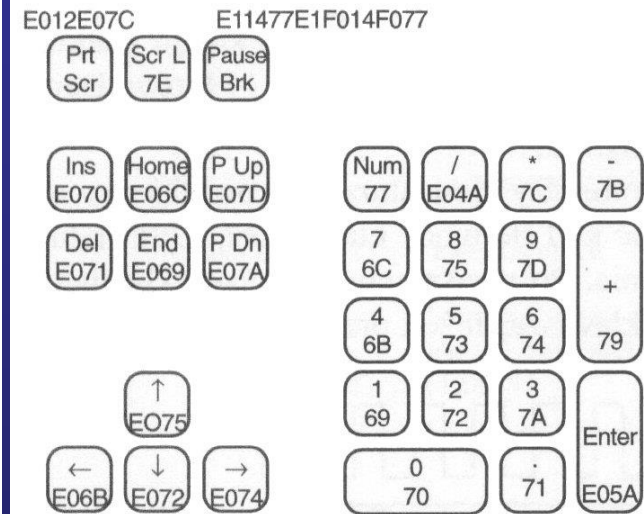 E012E07C E11477E1F014F077
Prt Scr L Pause
Scr 7E Brk
Ins Home P Up Num / * -
E070 E06C E07D 77 E04A 7C 7B
Del End P Dn 7 8 9
E071 E069 E07A 6C 75 7D +
4 5 6
6B 73 74 79
↑ 1 2 3
EO75 69 72 7A Enter
← ↓ → 0 .
E06B E072 E074 70 71 E05A